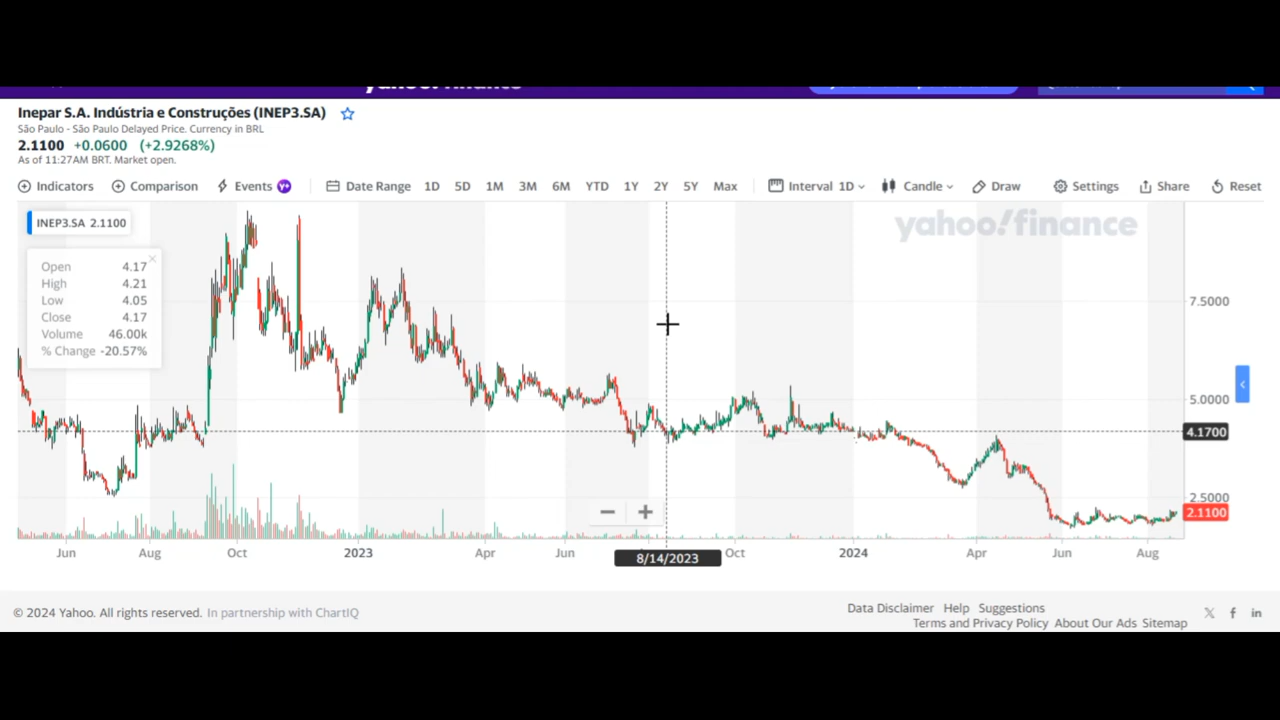 Inepar S.A. Indústria e Construções (INEP3.SA)
São Paulo - São Paulo Delayed Price. Currency in BRL
2.1100 +0.0600 (+2.9268%)
As of 11:27AM BRT. Market open.
Indicators Comparison Events Y+ Date Range 1D 5D 1M 3M 6M YTD 1Y 2Y 5Y Max Interval 1D Candle Draw Settings Share Reset
INEP3.SA 2.1100
yahoo!finance
Open 4.17
High 4.21
Low 4.05
Close 4.17
Volume 46.00k
% Change -20.57%
7.5000
5.0000
4.1700
2.5000
2.1100
Jun Aug Oct 2023 Apr Jun 8/14/2023 Oct 2024 Apr Jun Aug
© 2024 Yahoo. All rights reserved. In partnership with ChartIQ
Data Disclaimer Help Suggestions
Terms and Privacy Policy About Our Ads Sitemap